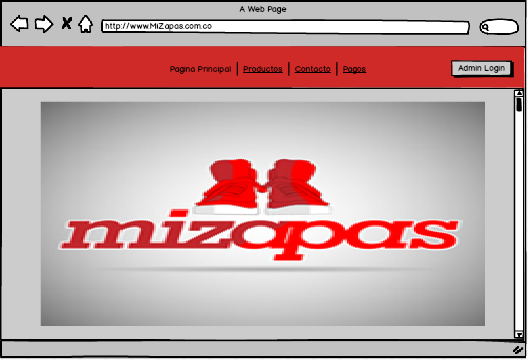 A Web Page
http://www.MiZapas.com.co
Pagina Principal | Productos | Contacto | Pagos
Admin Login
mizapas